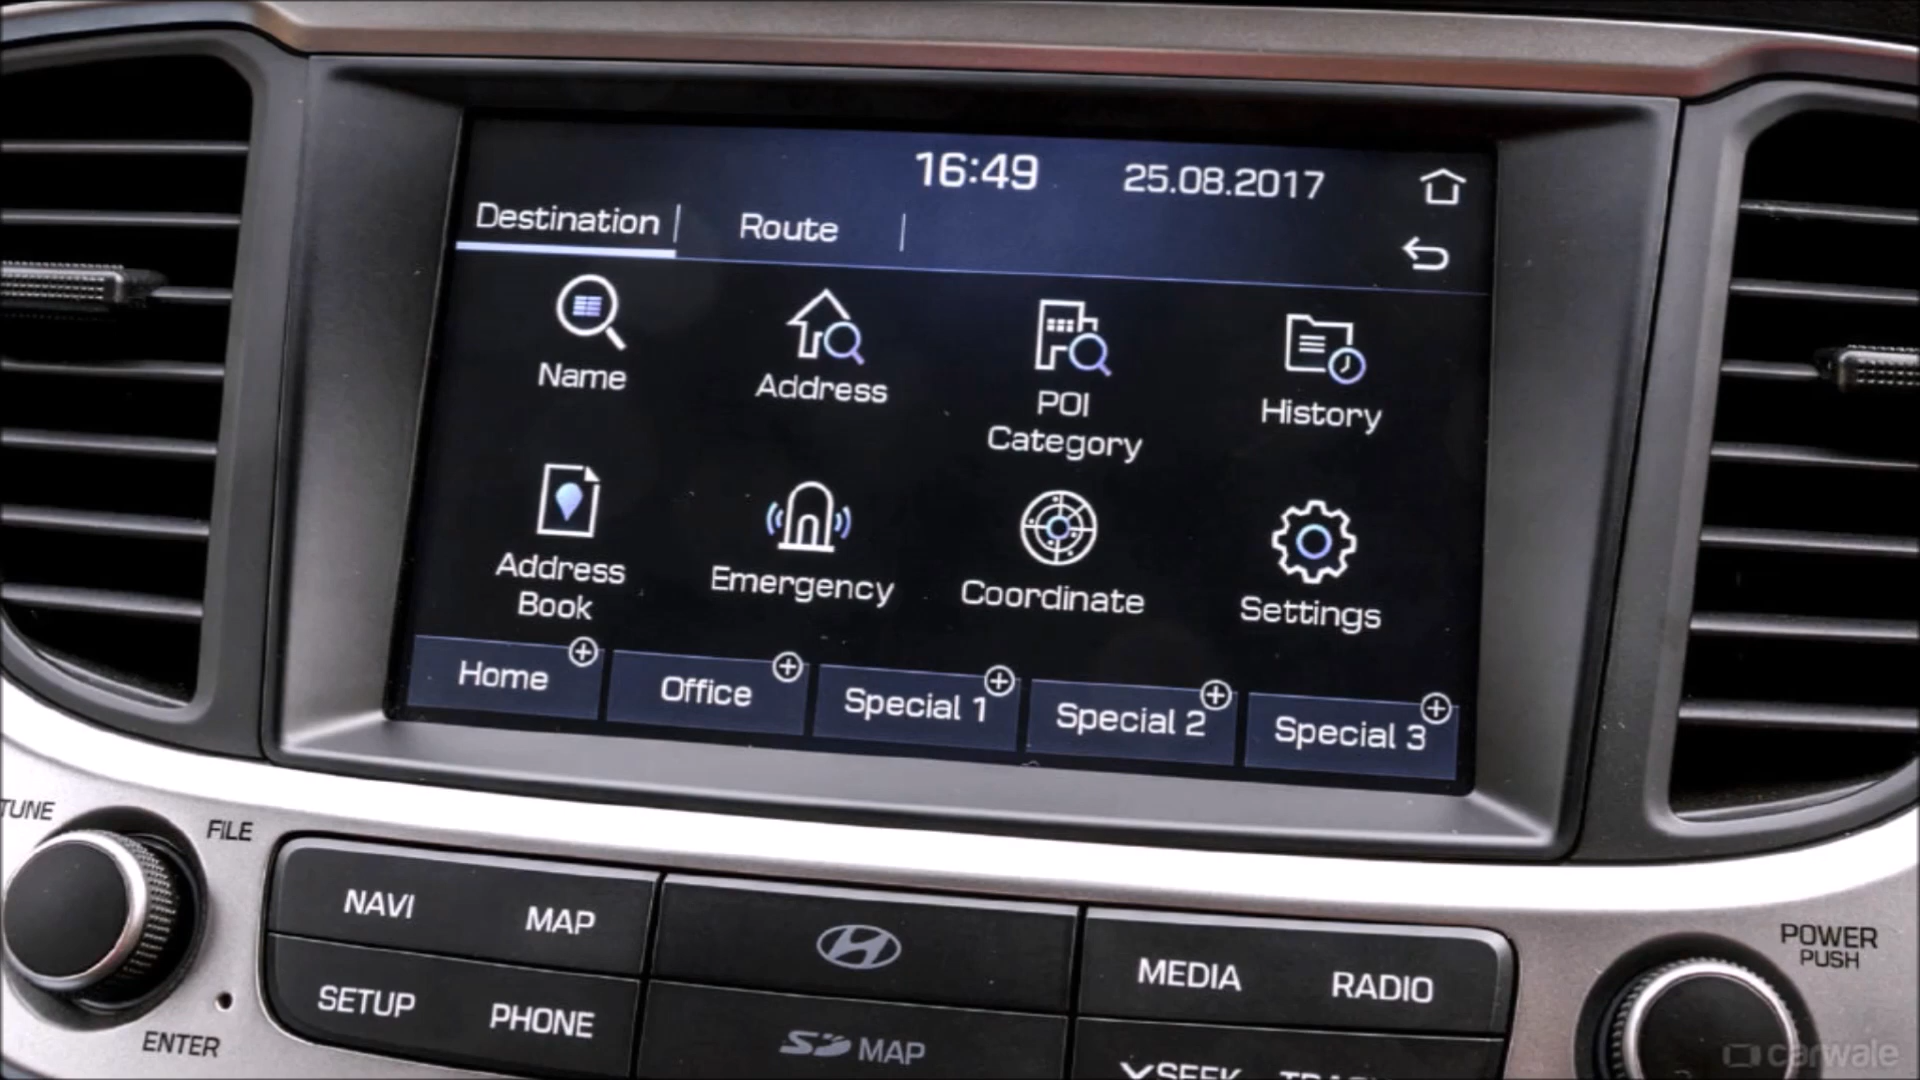 16:49
25.08.2017
Destination
Route
Name
Address
POI
Category
History
Address
Book
Emergency
Coordinate
Settings
Home
Office
Special 1
Special 2
Special 3
TUNE
FILE
ENTER
NAVI
MAP
SETUP
PHONE
SD MAP
MEDIA
RADIO
SEEK
POWER
PUSH
carwale